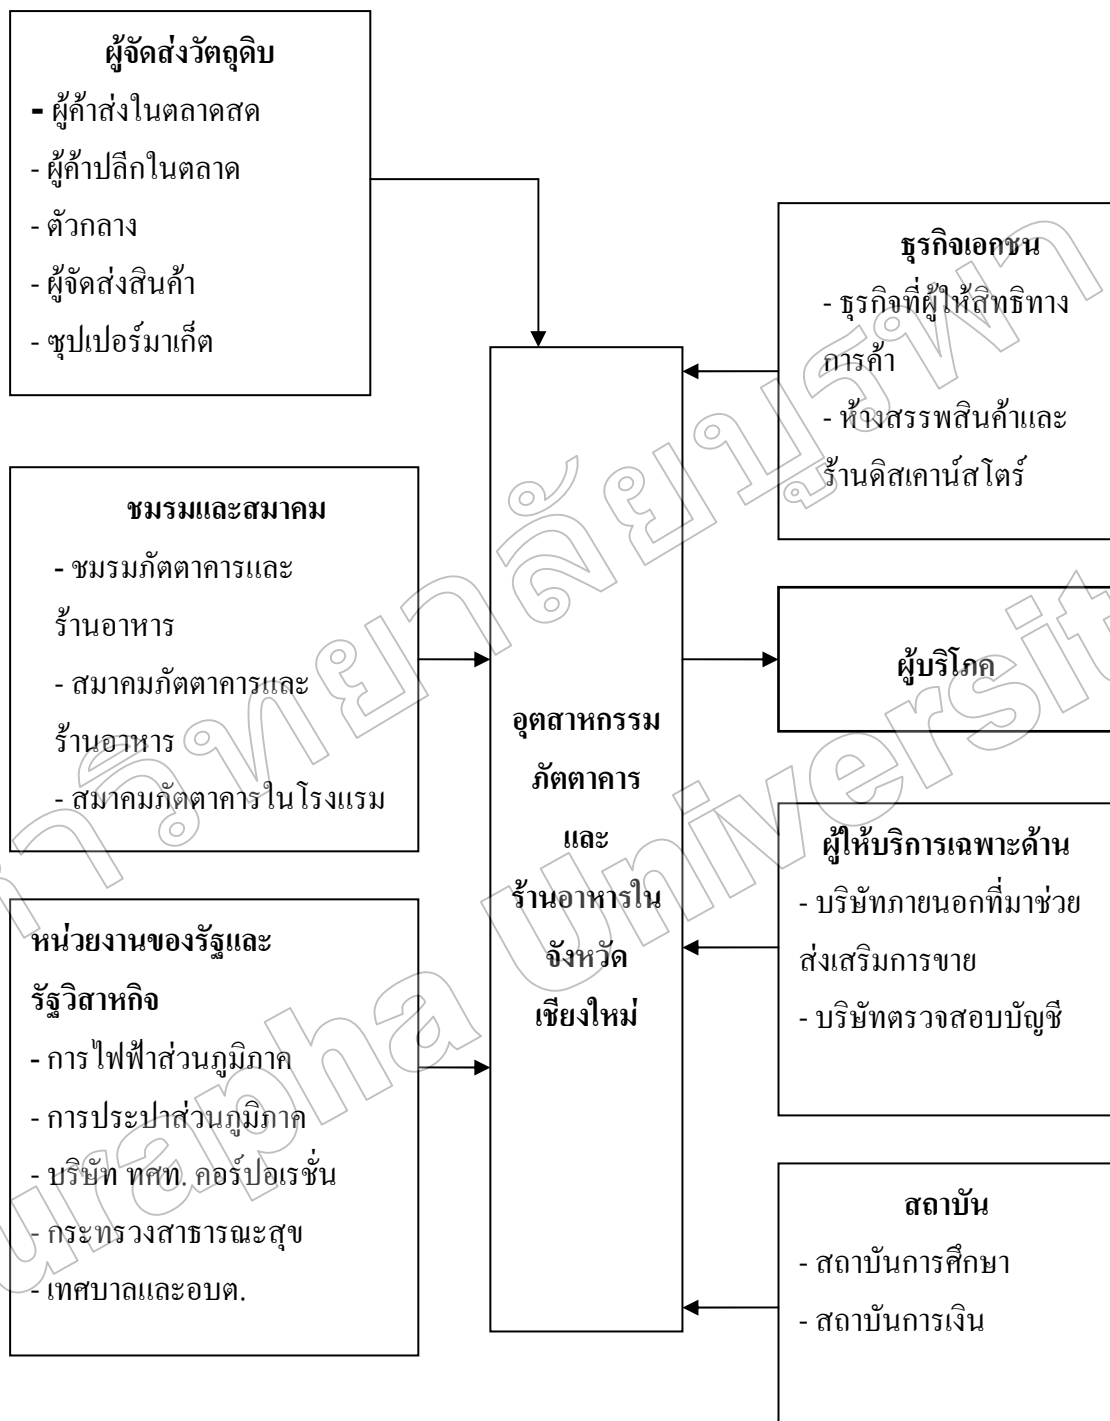 ผู้จัดส่งวัตถุดิบ
- ผู้ค้าส่งในตลาดสด
- ผู้ค้าปลีกในตลาด
- ตัวกลาง
- ผู้จัดส่งสินค้า
- ซุปเปอร์มาเก็ต
ธุรกิจเอกชน
- ธุรกิจที่ผู้ให้สิทธิทาง
การค้า
- ห้างสรรพสินค้าและ
ร้านดิสเคาน์สโตร์
ชมรมและสมาคม
- ชมรมภัตตาคารและ
ร้านอาหาร
- สมาคมภัตตาคารและ
ร้านอาหาร
- สมาคมภัตตาคารในโรงแรม
อุตสาหกรรม
ภัตตาคาร
และ
ร้านอาหารใน
จังหวัด
เชียงใหม่
ผู้บริโภค
ผู้ให้บริการเฉพาะด้าน
- บริษัทภายนอกที่มาช่วย
ส่งเสริมการขาย
- บริษัทตรวจสอบบัญชี
หน่วยงานของรัฐและ
รัฐวิสาหกิจ
- การไฟฟ้าส่วนภูมิภาค
- การประปาส่วนภูมิภาค
- บริษัท ทศท. คอร์ปอเรชั่น
- กระทรวงสาธารณะสุข
- เทศบาลและอบต.
สถาบัน
- สถาบันการศึกษา
- สถาบันการเงิน
วิทยาลัยบูรพา
urapha Universit